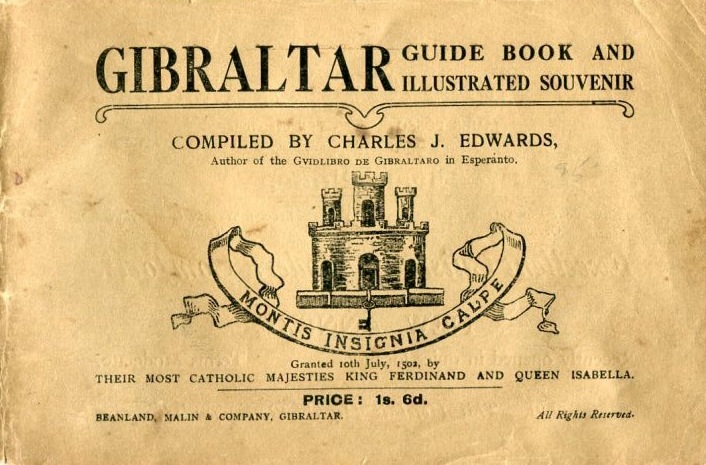 GIBRALTAR GUIDE BOOK AND
ILLUSTRATED SOUVENIR
COMPILED BY CHARLES J. EDWARDS,
Author of the GVIDLIBRO DE GIBRALTARO in Esperanto.
MONTIS INSIGNIA CALPE
Granted 10th July, 1502, by
THEIR MOST CATHOLIC MAJESTIES KING FERDINAND AND QUEEN ISABELLA.
PRICE: 1s. 6d.
BEANLAND, MALIN & COMPANY, GIBRALTAR.
All Rights Reserved.